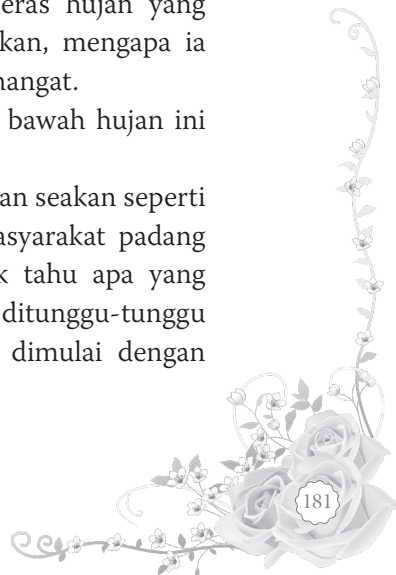 eras hujan yang
kan, mengapa ia
nangat.
bawah hujan ini
an seakan seperti
asyarakat padang
k tahu apa yang
ditunggu-tunggu
dimulai dengan
181